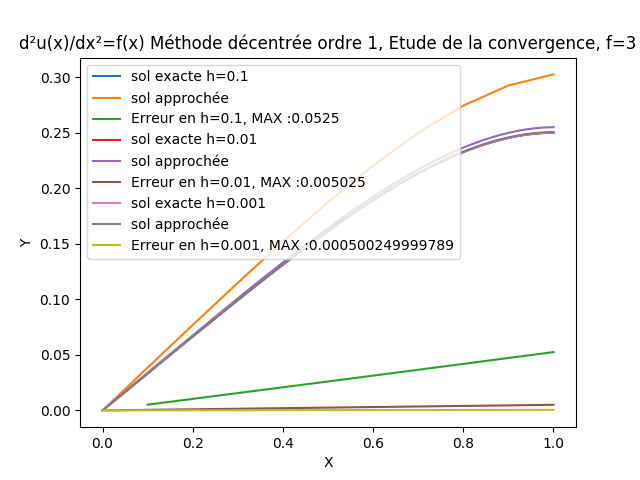 d²u(x)/dx²=f(x) Méthode décentrée ordre 1, Etude de la convergence, f=3
sol exacte h=0.1
sol approchée
Erreur en h=0.1, MAX :0.0525
sol exacte h=0.01
sol approchée
Erreur en h=0.01, MAX :0.005025
sol exacte h=0.001
sol approchée
Erreur en h=0.001, MAX :0.000500249999789
Y
0.30
0.25
0.20
0.15
0.10
0.05
0.00
0.0 0.2 0.4 0.6 0.8 1.0
X